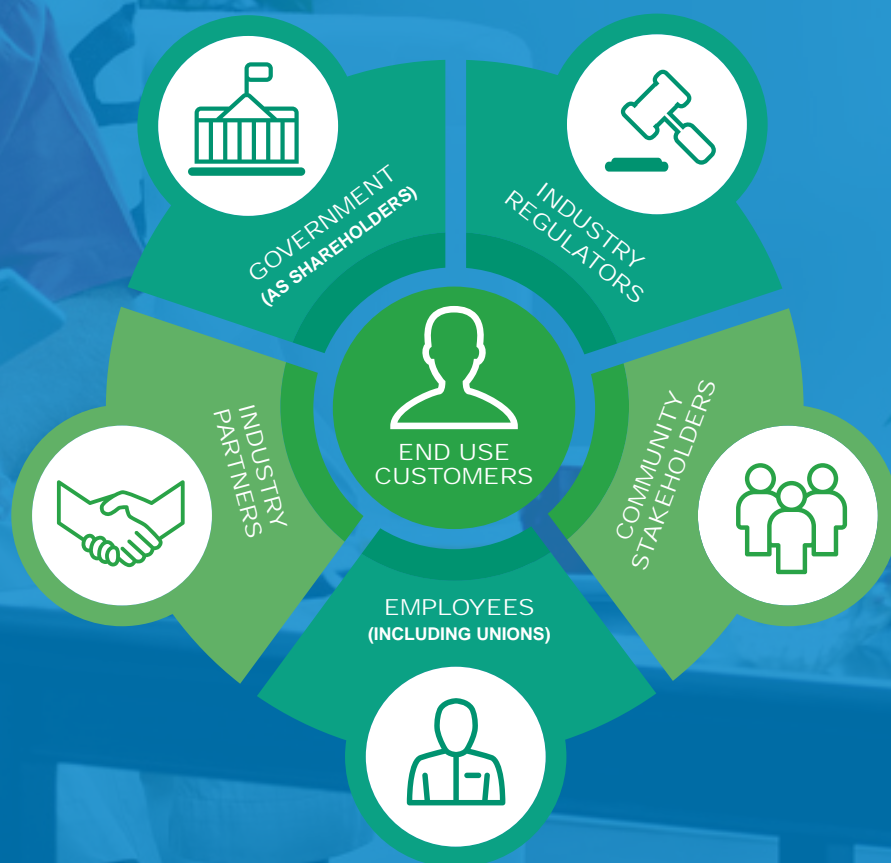 GOVERNMENT
(AS SHAREHOLDERS)
INDUSTRY
REGULATORS
INDUSTRY
PARTNERS
END USE
CUSTOMERS
COMMUNITY
STAKEHOLDERS
EMPLOYEES
(INCLUDING UNIONS)